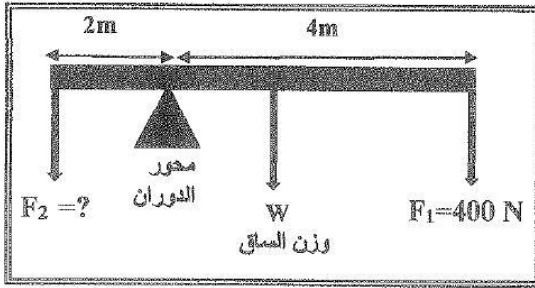 2m 4m
محور
الدوران
F₂ =?
W
وزن الساق
F₁=400 N